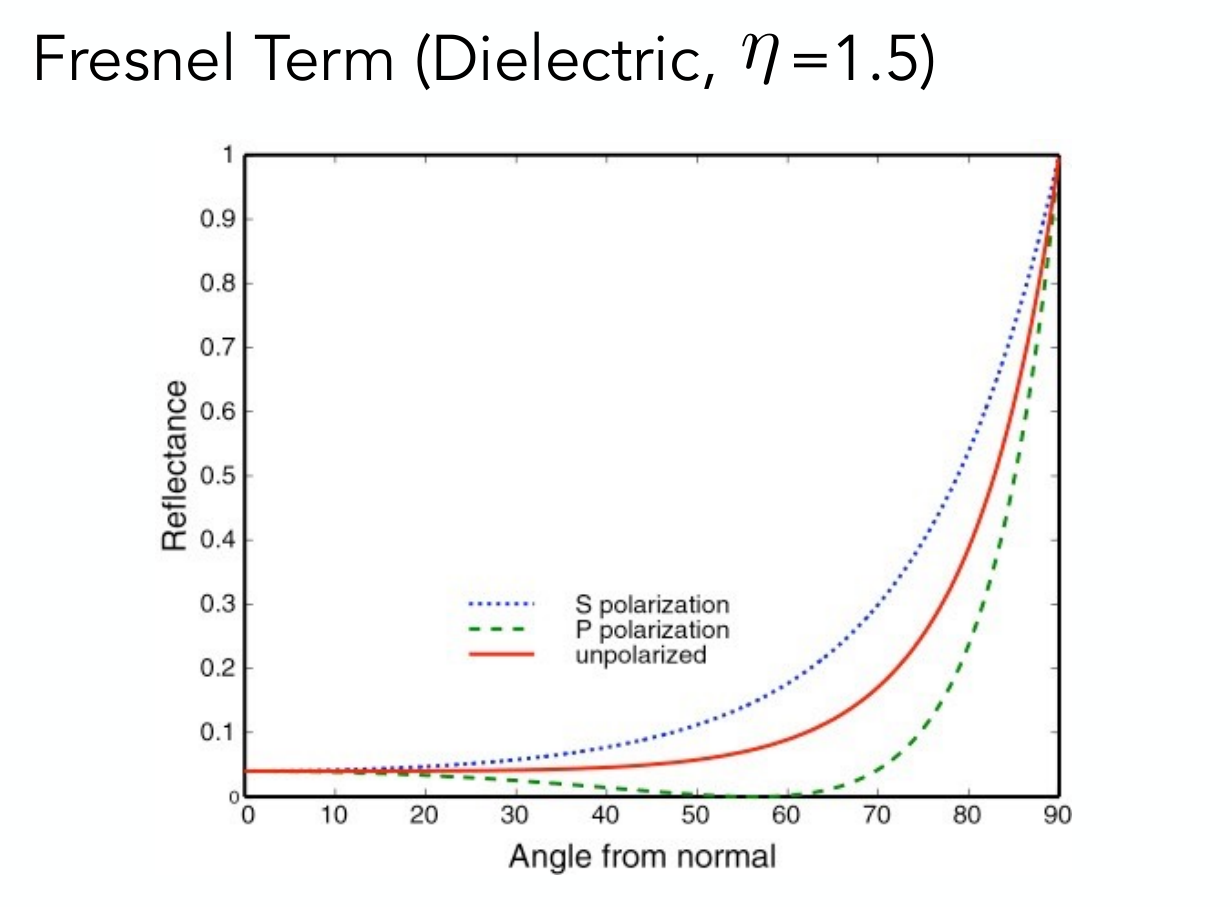 Fresnel Term (Dielectric, η=1.5)
1
0.9
0.8
0.7
0.6
0.5
0.4
0.3
0.2
0.1
0
Reflectance
S polarization
P polarization
unpolarized
0 10 20 30 40 50 60 70 80 90
Angle from normal